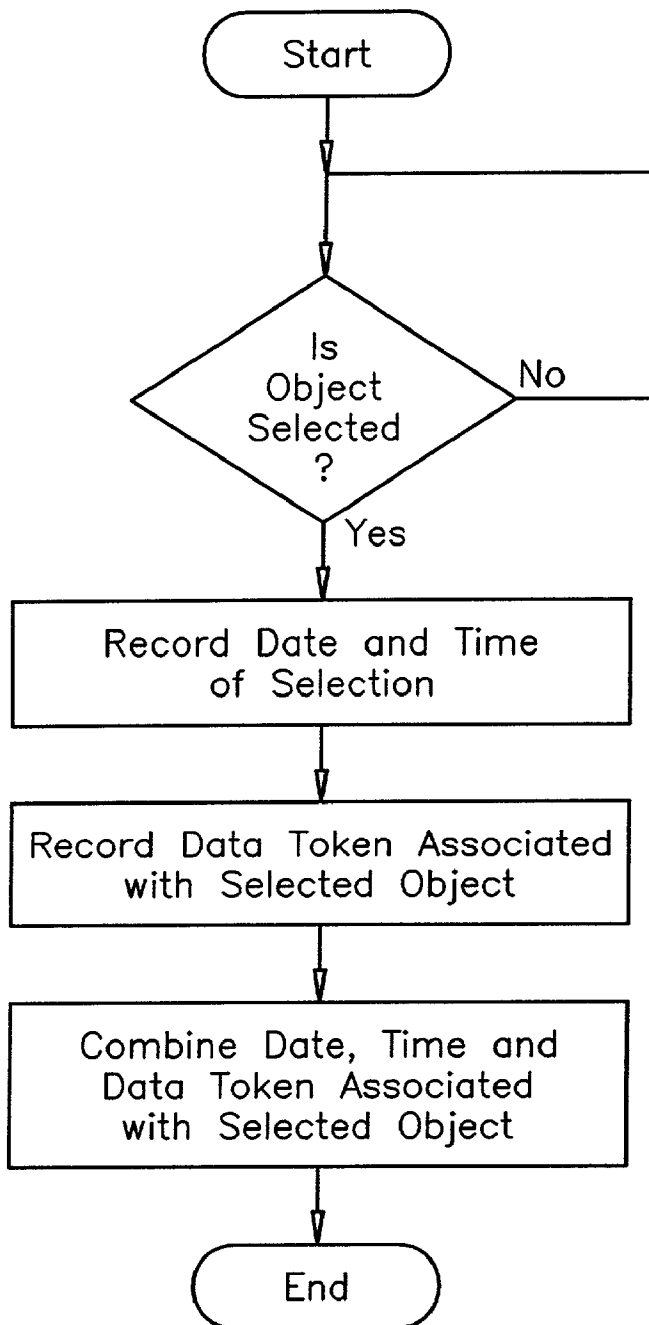 Start
Is
Object
Selected
?
No
Yes
Record Date and Time
of Selection
Record Data Token Associated
with Selected Object
Combine Date, Time and
Data Token Associated
with Selected Object
End